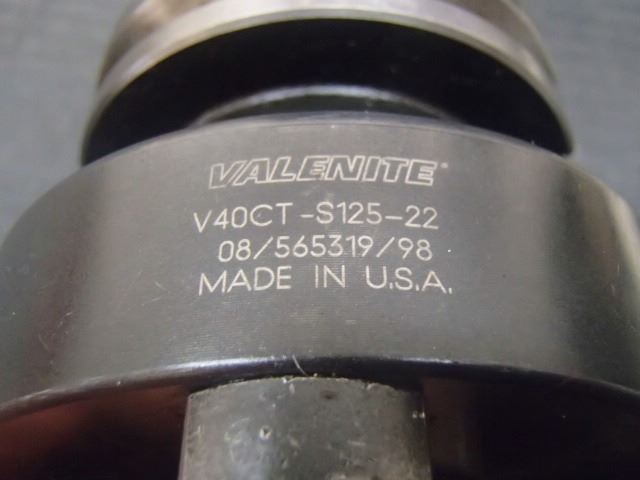 VALENITE®
V40CT-S125-22
08/565319/98
MADE IN U.S.A.